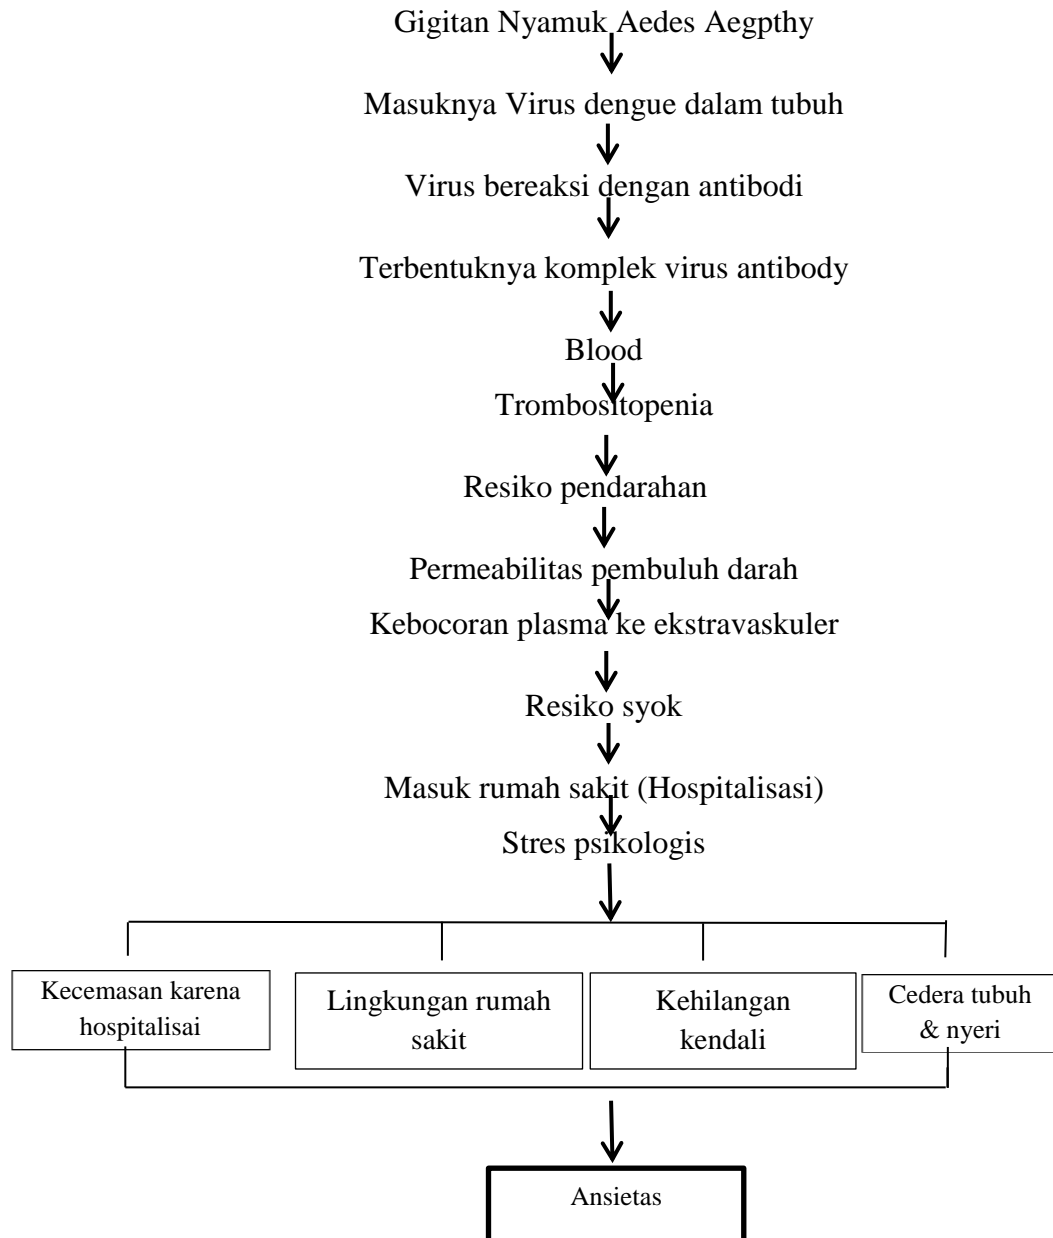 Gigitan Nyamuk Aedes Aegpthy
Masuknya Virus dengue dalam tubuh
Virus bereaksi dengan antibodi
Terbentuknya komplek virus antibody
Blood
Trombositopenia
Resiko pendarahan
Permeabilitas pembuluh darah
Kebocoran plasma ke ekstravaskuler
Resiko syok
Masuk rumah sakit (Hospitalisasi)
Stres psikologis
Kecemasan karena
hospitalisai
Lingkungan rumah
sakit
Kehilangan
kendali
Cedera tubuh
& nyeri
Ansietas